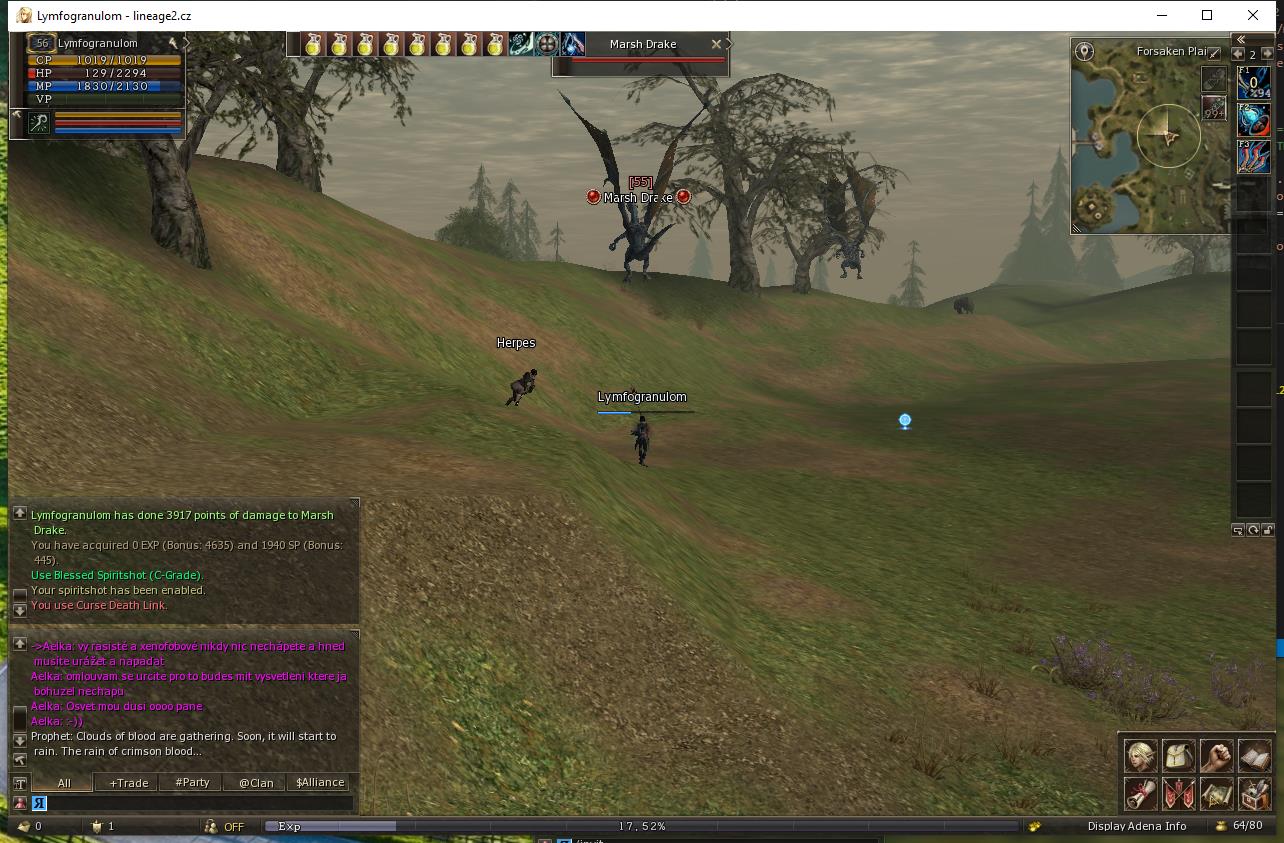 Lymfogranulom - lineage2.cz
56 Lymfogranulom
CP 1019/1019
HP 129/2294
MP 1830/2130
VP
Marsh Drake
Forsaken Plai
2
F1
0
%94
F2
F3
99+
[55]
Marsh Drake
Herpes
Lymfogranulom
Lymfogranulom has done 3917 points of damage to Marsh
Drake.
You have acquired 0 EXP (Bonus: 4635) and 1940 SP (Bonus:
445).
Use Blessed Spiritshot (C-Grade).
Your spiritshot has been enabled.
You use Curse Death Link.
->Aelka: vy rasisté a xenofobové nikdy nic nechápete a hned
musíte urážet a napadat
Aelka: omlouvam se urcite pro to budes mit vysvetleni ktere ja
bohuzel nechapu
Aelka: Osvet mou dusi oooo pane
Aelka: :-))
Prophet: Clouds of blood are gathering. Soon, it will start to
rain. The rain of crimson blood...
All +Trade #Party @Clan $Alliance
0 1 OFF Exp 17,52% Display Adena Info 64/80